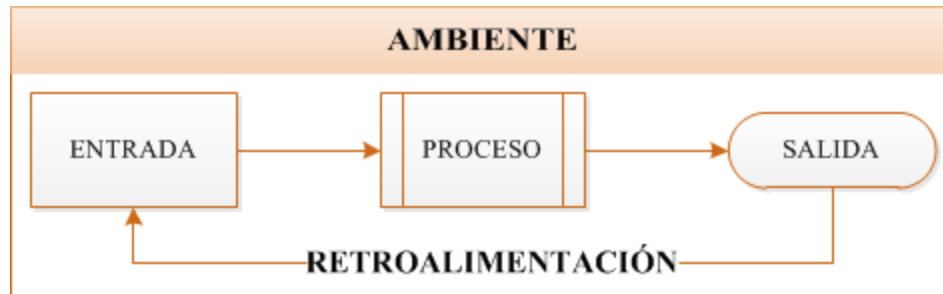 AMBIENTE
ENTRADA
PROCESO
SALIDA
RETROALIMENTACIÓN